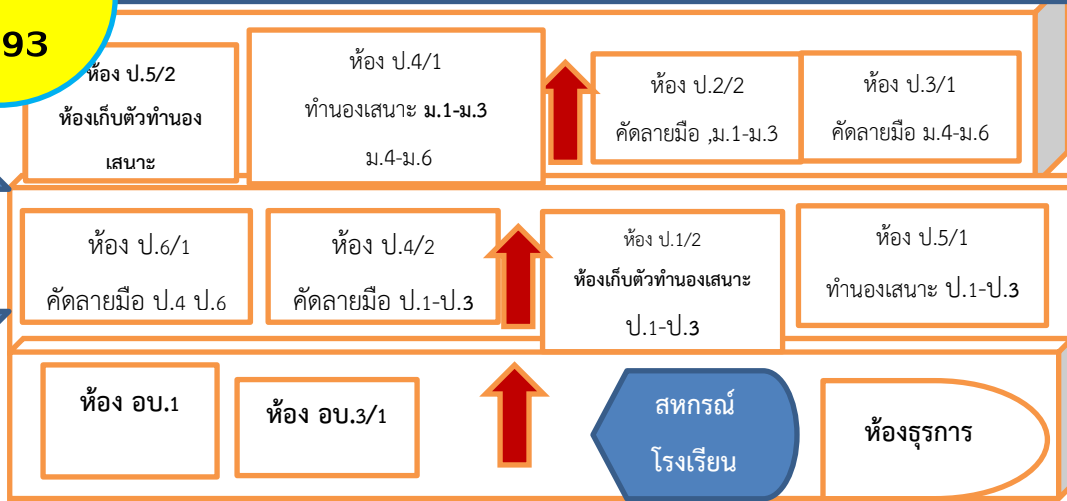 93
ห้อง ป.5/2
ห้องเก็บตัวทำนอง
เสนาะ
ห้อง ป.4/1
ทำนองเสนาะ ม.1-ม.3
ม.4-ม.6
ห้อง ป.2/2
คัดลายมือ ,ม.1-ม.3
ห้อง ป.3/1
คัดลายมือ ม.4-ม.6
ห้อง ป.6/1
คัดลายมือ ป.4 ป.6
ห้อง ป.4/2
คัดลายมือ ป.1-ป.3
ห้อง ป.1/2
ห้องเก็บตัวทำนองเสนาะ
ป.1-ป.3
ห้อง ป.5/1
ทำนองเสนาะ ป.1-ป.3
ห้อง อบ.1
ห้อง อบ.3/1
สหกรณ์
โรงเรียน
ห้องธุรการ